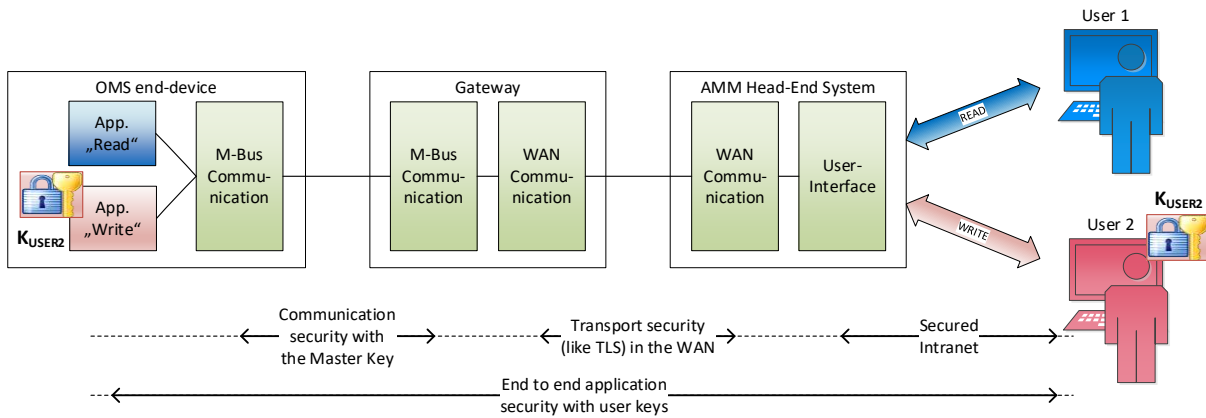 User 1
OMS end-device
Gateway
AMM Head-End System
App.
„Read“
M-Bus
Commu-
nication
M-Bus
Commu-
nication
WAN
Commu-
nication
WAN
Commu-
nication
User-
Interface
READ
App.
„Write“
KUSER2
WRITE
KUSER2
User 2
Communication
security with
the Master Key
Transport security
(like TLS) in the WAN
Secured
Intranet
End to end application
security with user keys